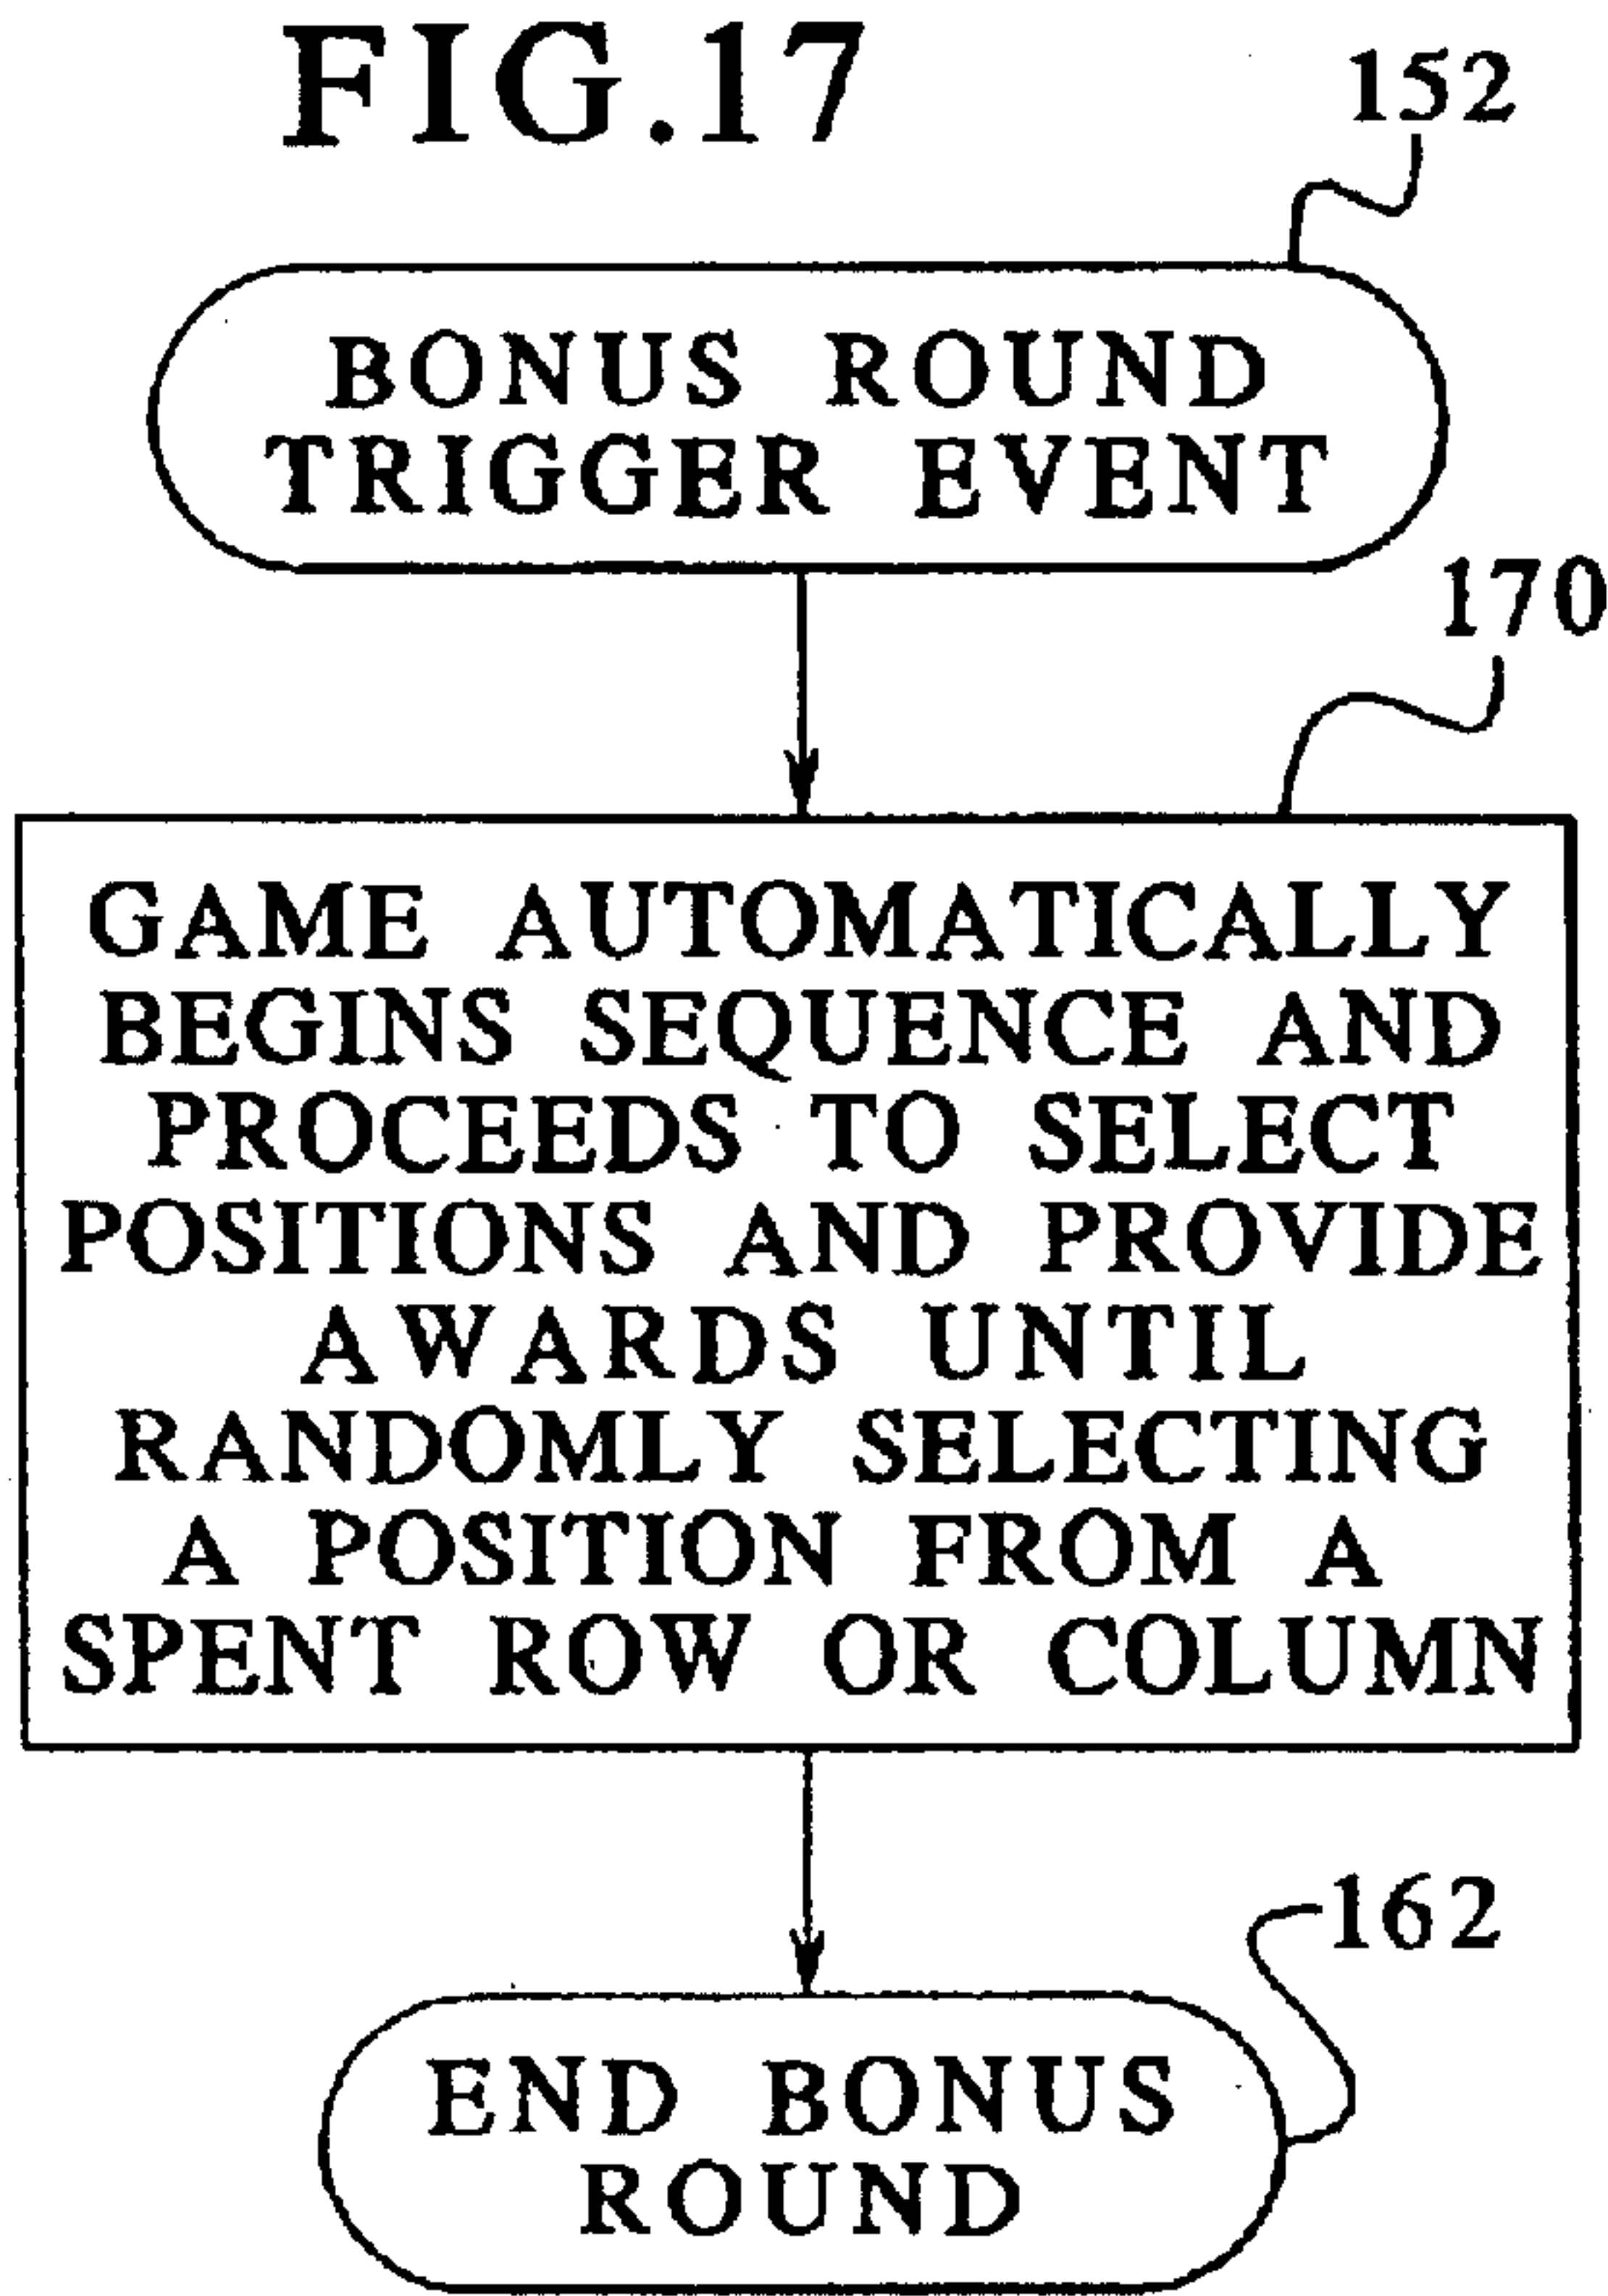 FIG.17
152
BONUS ROUND
TRIGGER EVENT
170
GAME AUTOMATICALLY
BEGINS SEQUENCE AND
PROCEEDS TO SELECT
POSITIONS AND PROVIDE
AWARDS UNTIL
RANDOMLY SELECTING
A POSITION FROM A
SPENT ROW OR COLUMN
162
END BONUS
ROUND